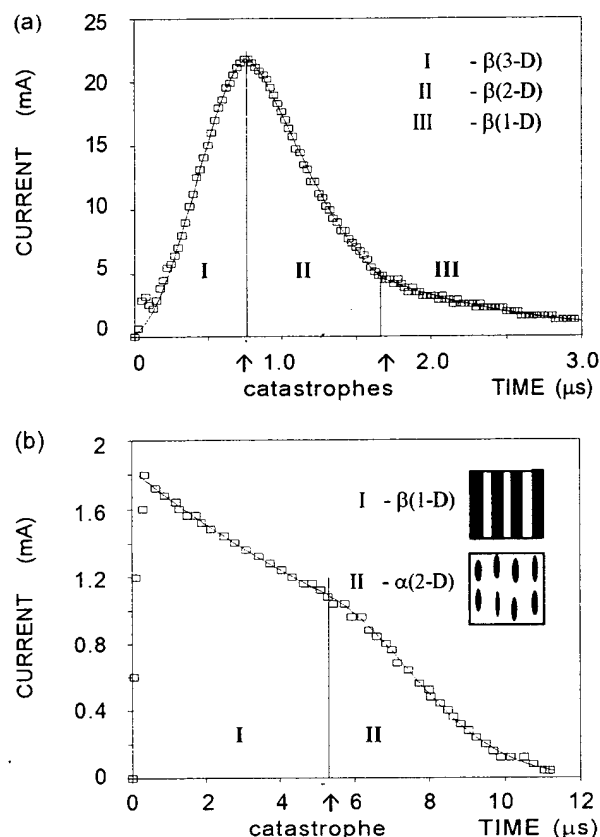 (a)
25
20
15
10
5
0
CURRENT (mA)
I - β(3-D)
II - β(2-D)
III - β(1-D)
I
II
III
0 1.0 2.0 3.0
↑ ↑
catastrophes TIME (μs)
(b)
2
1.6
1.2
0.8
0.4
0
CURRENT (mA)
I - β(1-D)
II - α(2-D)
I
II
0 2 4 6 8 10 12
↑
catastrophe TIME (μs)